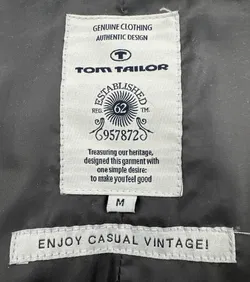 GENUINE CLOTHING
AUTHENTIC DESIGN
T
TOM TAILOR
ESTABLISHED
REG. 62 TM.
957872
Treasuring our heritage,
designed this garment with
one simple desire:
to make you feel good
M
ENJOY CASUAL VINTAGE!